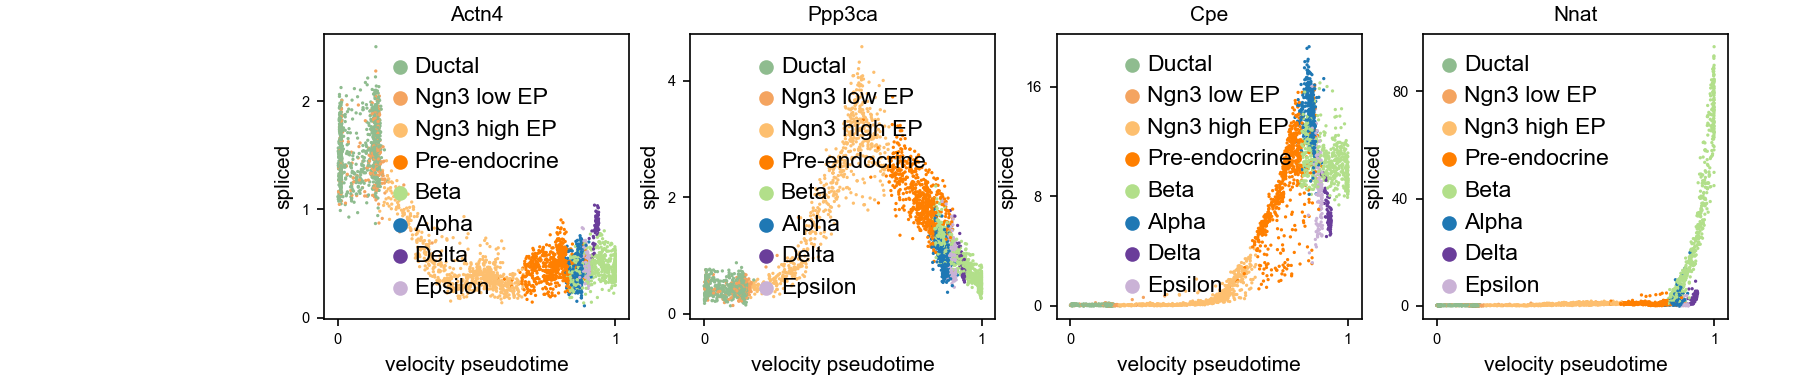 Actn4
2
1
0
spliced
Ductal
Ngn3 low EP
Ngn3 high EP
Pre-endocrine
Beta
Alpha
Delta
Epsilon
0
1
velocity pseudotime
Ppp3ca
4
2
0
spliced
Ductal
Ngn3 low EP
Ngn3 high EP
Pre-endocrine
Beta
Alpha
Delta
Epsilon
0
1
velocity pseudotime
Cpe
16
8
0
spliced
Ductal
Ngn3 low EP
Ngn3 high EP
Pre-endocrine
Beta
Alpha
Delta
Epsilon
0
1
velocity pseudotime
Nnat
80
40
0
spliced
Ductal
Ngn3 low EP
Ngn3 high EP
Pre-endocrine
Beta
Alpha
Delta
Epsilon
0
1
velocity pseudotime